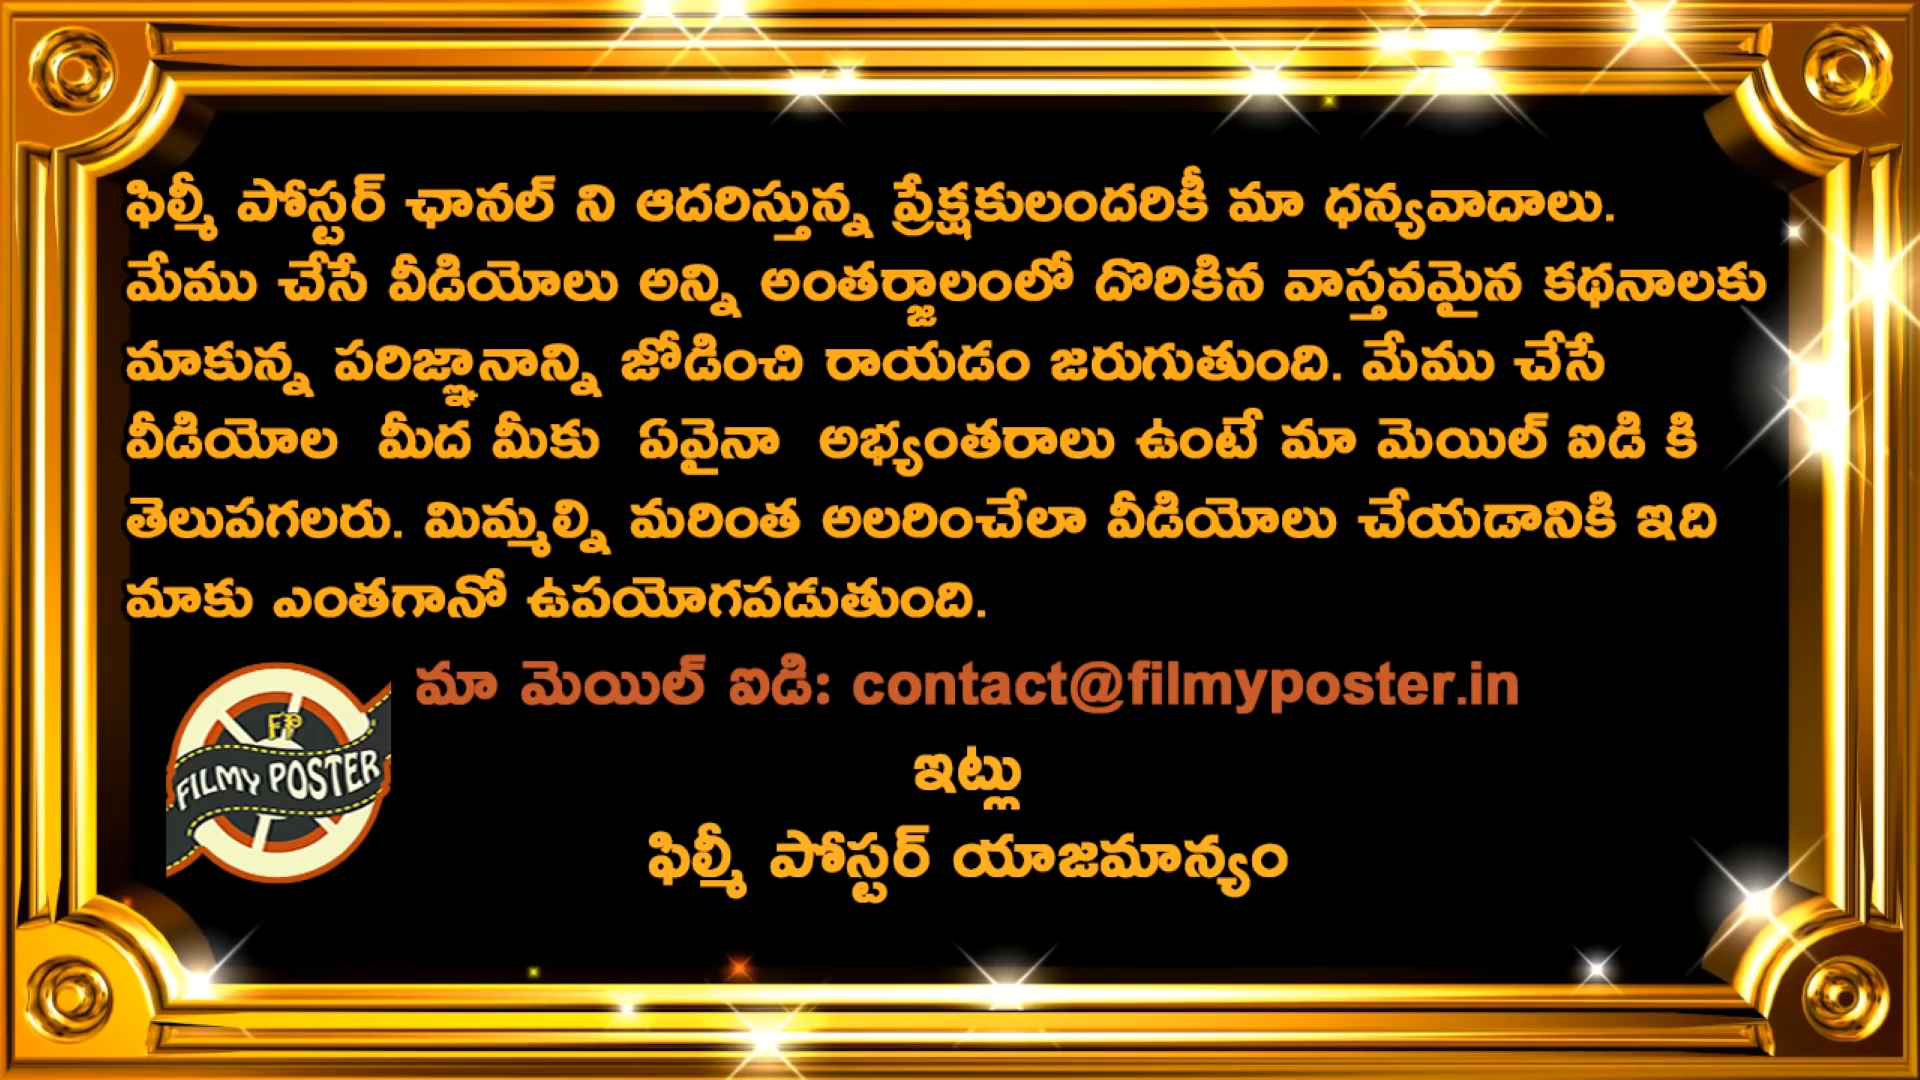 ఫిల్మీ పోస్టర్ ఛానల్ ని ఆదరిస్తున్న ప్రేక్షకులందరికీ మా ధన్యవాదాలు.
మేము చేసే వీడియోలు అన్ని అంతర్జాలంలో దొరికిన వాస్తవమైన కథనాలకు
మాకున్న పరిజ్ఞానాన్ని జోడించి రాయడం జరుగుతుంది. మేము చేసే
వీడియోల మీద మీకు ఏవైనా అభ్యంతరాలు ఉంటే మా మెయిల్ ఐడి కి
తెలుపగలరు. మిమ్మల్ని మరింత అలరించేలా వీడియోలు చేయడానికి ఇది
మాకు ఎంతగానో ఉపయోగపడుతుంది.
మా మెయిల్ ఐడి: contact@filmyposter.in
FP
FILMY POSTER
ఇట్లు
ఫిల్మీ పోస్టర్ యాజమాన్యం